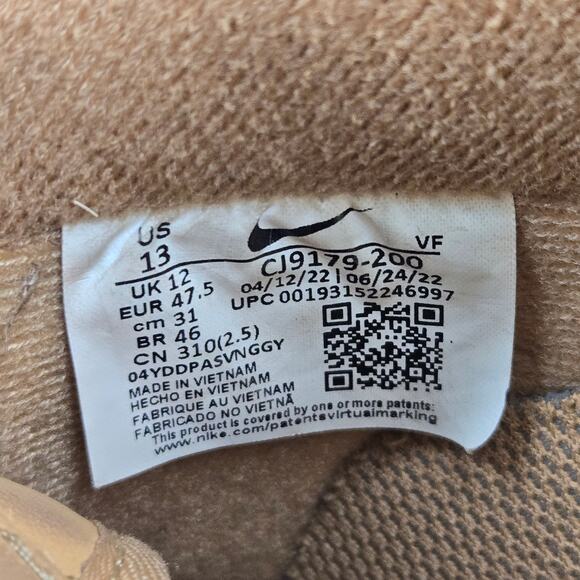 US
13
UK 12
EUR 47.5
cm 31
BR 46
CN 310(2.5)
04YDDPASVNGGY
MADE IN VIETNAM
HECHO EN VIETNAM
FABRIQUE AU VIETNAM
FABRICADO NO VIETNÃ
This product is covered by one or more patents:
www.nike.com/patentsvirtualmarking
VF
CJ9179-200
04/12/22 | 06/24/22
UPC 00193152246997